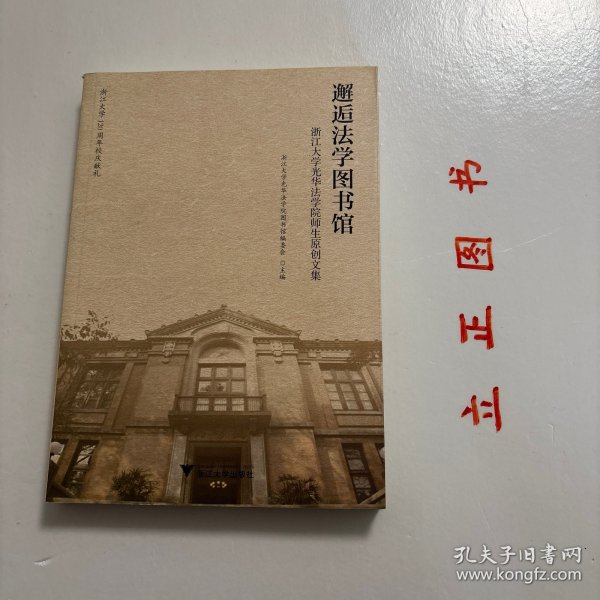 邂逅法学图书馆
浙江大学光华法学院师生原创文集
浙江大学光华法学院图书馆编委会 ◎ 主编
浙江大学120周年校庆献礼
浙江大学出版社
立正图书
孔夫子旧书网
www.kongfz.com